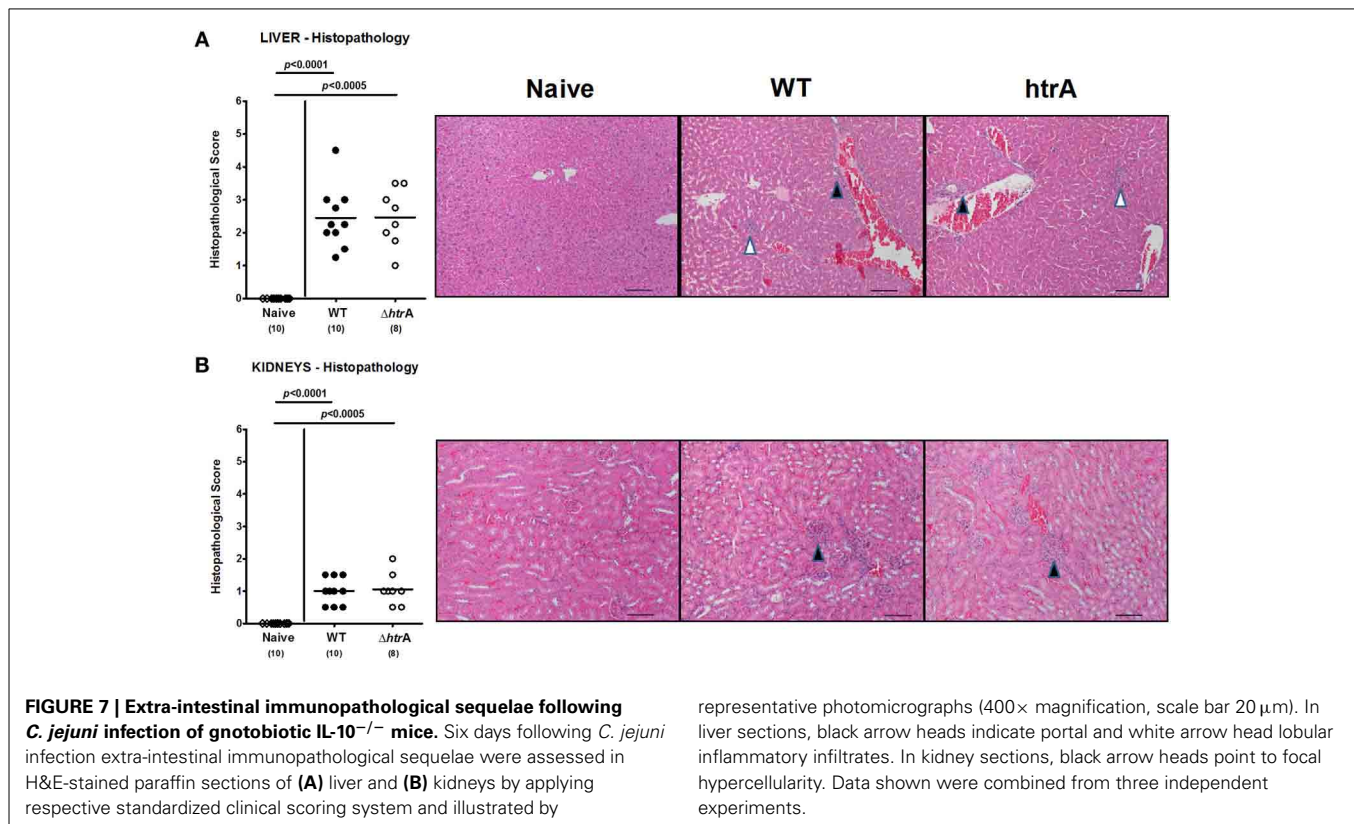 A
LIVER - Histopathology
p<0.0001
p<0.0005
Histopathological Score
6
5
4
3
2
1
0
Naive
WT
ΔhtrA
(10)
(10)
(8)
Naive
WT
htrA
B
KIDNEYS - Histopathology
p<0.0001
p<0.0005
Histopathological Score
6
5
4
3
2
1
0
Naive
WT
ΔhtrA
(10)
(10)
(8)
FIGURE 7 | Extra-intestinal immunopathological sequelae following
C. jejuni infection of gnotobiotic IL-10−/− mice. Six days following C. jejuni
infection extra-intestinal immunopathological sequelae were assessed in
H&E-stained paraffin sections of (A) liver and (B) kidneys by applying
respective standardized clinical scoring system and illustrated by
representative photomicrographs (400× magnification, scale bar 20 μm). In
liver sections, black arrow heads indicate portal and white arrow head lobular
inflammatory infiltrates. In kidney sections, black arrow heads point to focal
hypercellularity. Data shown were combined from three independent
experiments.